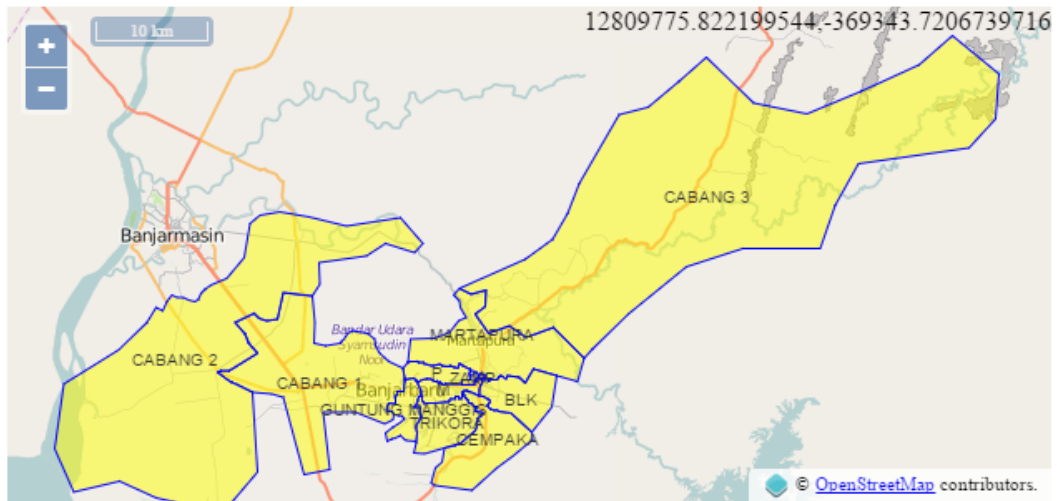 +
−
10 km
12809775.822199544,-369343.7206739716
CABANG 3
Banjarmasin
Bandar Udara
Syamsudin
Noor
MARTAPURA
Martapura
CABANG 2
CABANG 1
P
Banjarbaru
M
BLK
GUNTUNG MANGGIS
TRIKORA
CEMPAKA
© OpenStreetMap contributors.